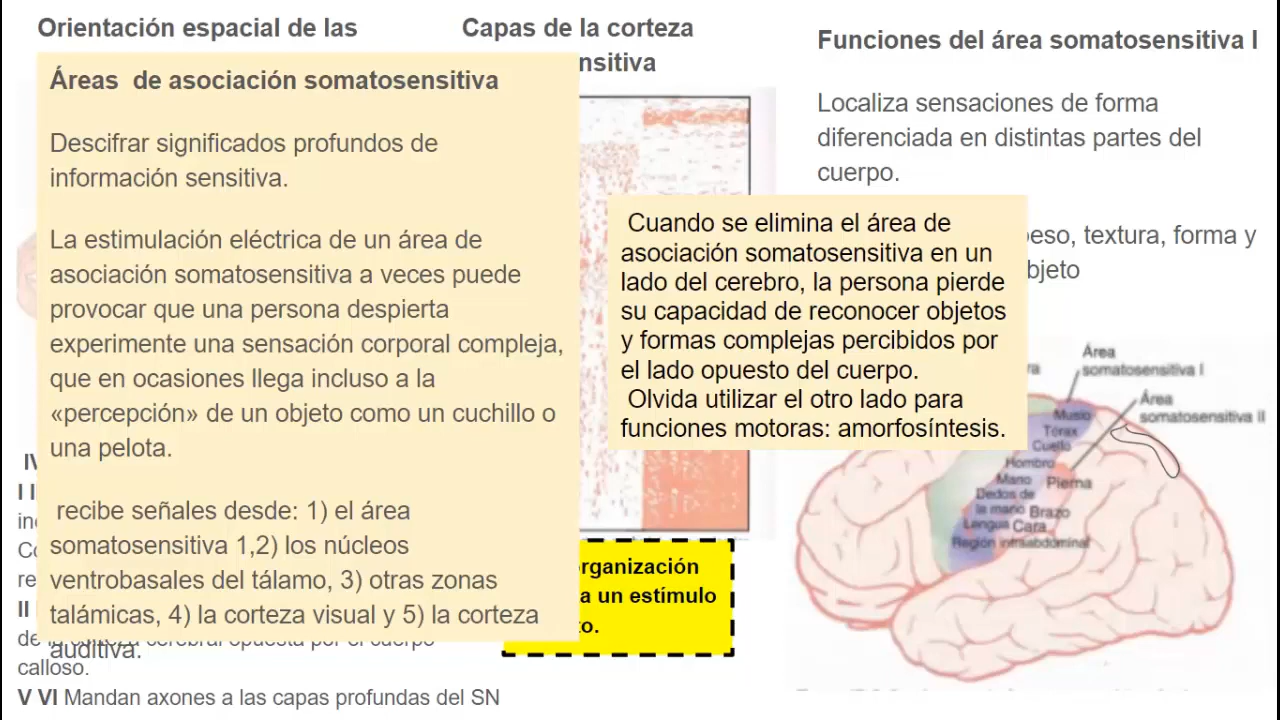 Orientación espacial de las
Capas de la corteza
nsitiva
Funciones del área somatosensitiva I
Áreas  de asociación somatosensitiva
Descifrar significados profundos de
información sensitiva.
La estimulación eléctrica de un área de
asociación somatosensitiva a veces puede
provocar que una persona despierta
experimente una sensación corporal compleja,
que en ocasiones llega incluso a la
«percepción» de un objeto como un cuchillo o
una pelota.
recibe señales desde: 1) el área
somatosensitiva 1,2) los núcleos
ventrobasales del tálamo, 3) otras zonas
talámicas, 4) la corteza visual y 5) la corteza
auditiva.
Localiza sensaciones de forma
diferenciada en distintas partes del
cuerpo.
peso, textura, forma y
bjeto
Cuando se elimina el área de
asociación somatosensitiva en un
lado del cerebro, la persona pierde
su capacidad de reconocer objetos
y formas complejas percibidos por
el lado opuesto del cuerpo.
Olvida utilizar el otro lado para
funciones motoras: amorfosíntesis.
Área
somatosensitiva I
Área
somatosensitiva II
Muslo
Tórax
Cuello
Hombro
Mano
Pierna
Dedos de
la mano
Brazo
Lengua
Cara
Región intraabdominal
rganización
a un estímulo
o.
calloso.
V VI Mandan axones a las capas profundas del SN